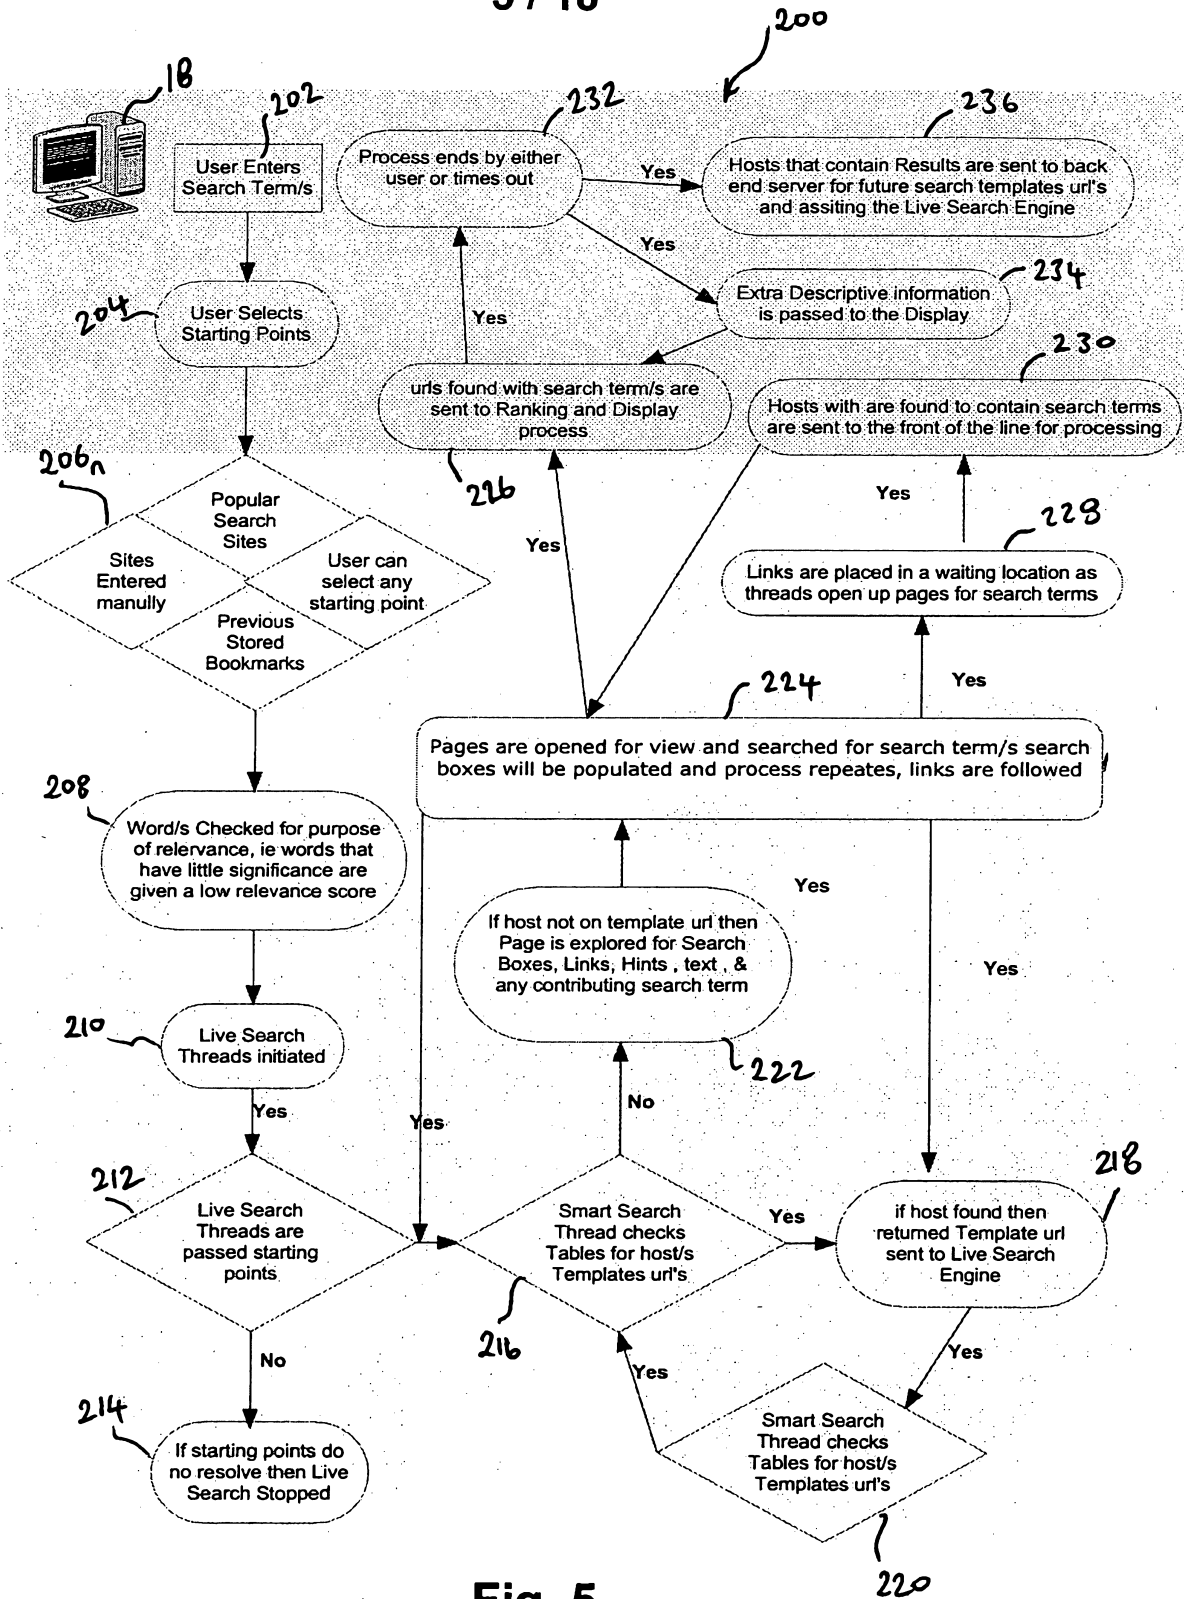 5 / 18
200
18
202
232
236
User Enters
Search Term/s
Process ends by either
user or times out
Yes
Hosts that contain Results are sent to back
end server for future search templates url's
and assiting the Live Search Engine
Yes
234
Extra Descriptive information
is passed to the Display
204
User Selects
Starting Points
Yes
230
urls found with search term/s are
sent to Ranking and Display
process
Hosts with are found to contain search terms
are sent to the front of the line for processing
206n
226
Popular
Search
Sites
Sites
Entered
manully
User can
select any
starting point
Previous
Stored
Bookmarks
Yes
Yes
228
Links are placed in a waiting location as
threads open up pages for search terms
Yes
224
Pages are opened for view and searched for search term/s search
boxes will be populated and process repeates, links are followed
208
Word/s Checked for purpose
of relervance, ie words that
have little significance are
given a low relevance score
Yes
If host not on template url then
Page is explored for Search
Boxes, Links, Hints , text , &
any contributing search term
Yes
210
Live Search
Threads initiated
222
Yes
Yes
No
212
Live Search
Threads are
passed starting
points
Smart Search
Thread checks
Tables for host/s
Templates url's
Yes
218
if host found then
returned Template url
sent to Live Search
Engine
216
No
Yes
Yes
214
If starting points do
no resolve then Live
Search Stopped
Smart Search
Thread checks
Tables for host/s
Templates url's
220
Fig. 5